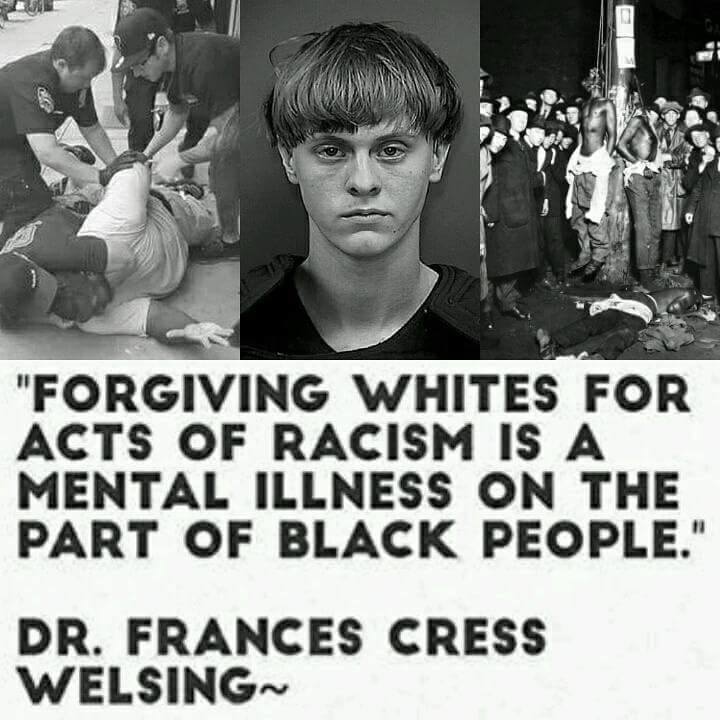 "FORGIVING WHITES FOR
ACTS OF RACISM IS A
MENTAL ILLNESS ON THE
PART OF BLACK PEOPLE."
DR. FRANCES CRESS
WELSING~